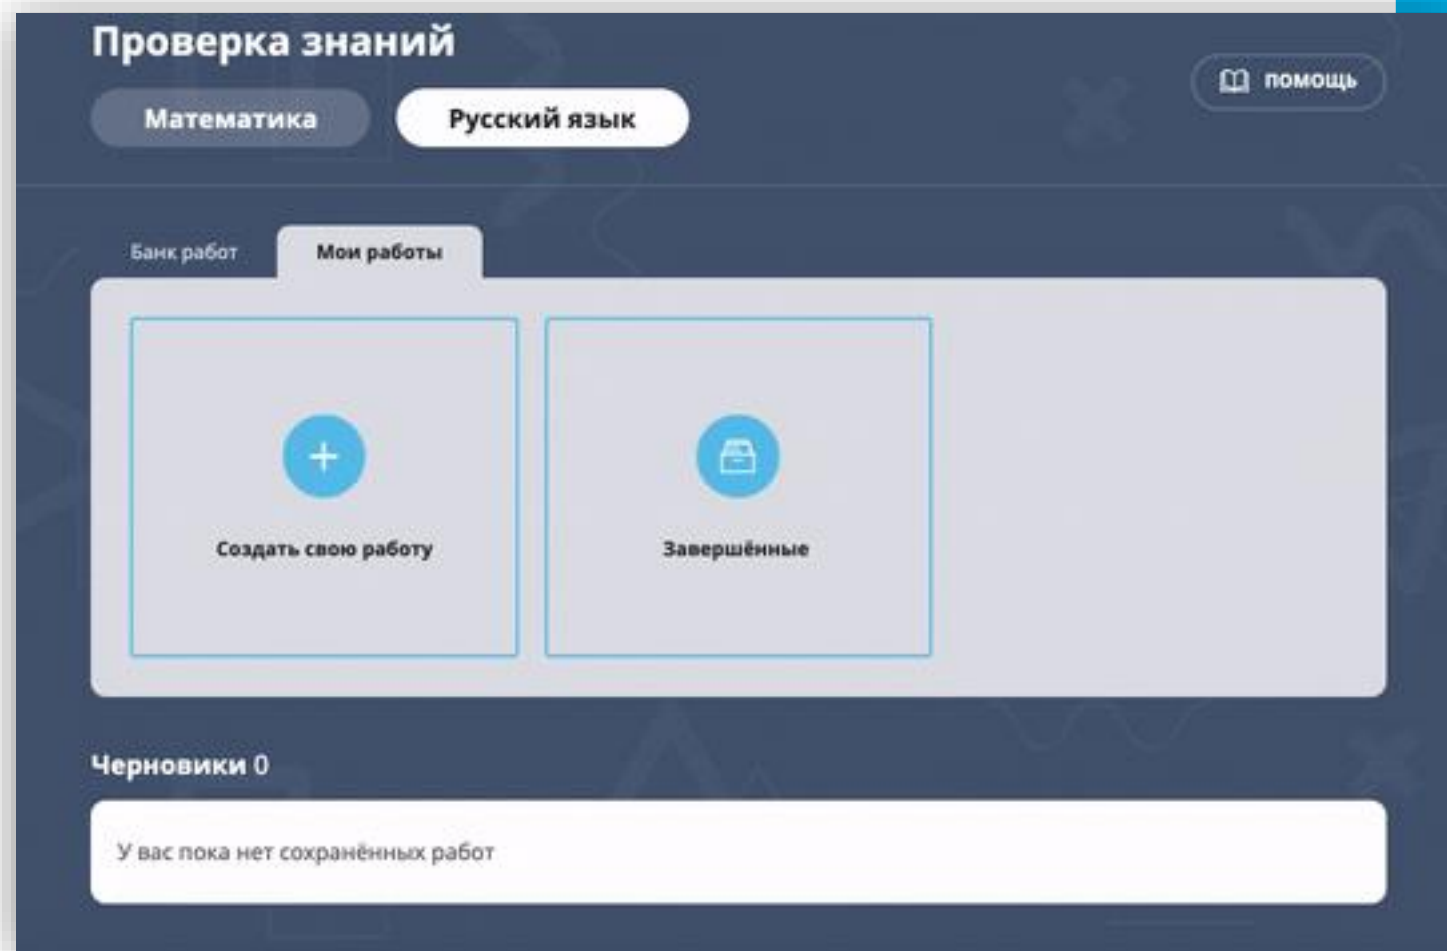 Проверка знаний
помощь
Математика Русский язык
Банк работ Мои работы
Создать свою работу Завершённые
Черновики 0
У вас пока нет сохранённых работ